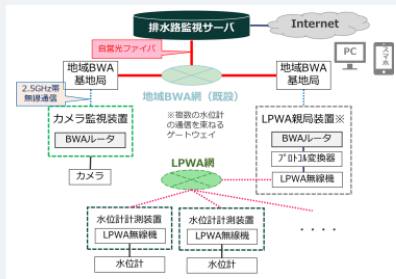 排水路監視サーバ
Internet
自営光ファイバ
PC
スマホ
地域BWA
基地局
地域BWA
基地局
2.5GHz帯
無線通信
地域BWA網（既設）
カメラ監視装置
BWAルータ
カメラ
※複数の水位計
の通信を束ねる
ゲートウェイ
LPWA親局装置※
BWAルータ
プロトコル変換器
LPWA無線機
LPWA網
水位計計測装置
LPWA無線機
水位計
水位計計測装置
LPWA無線機
水位計
・・・・